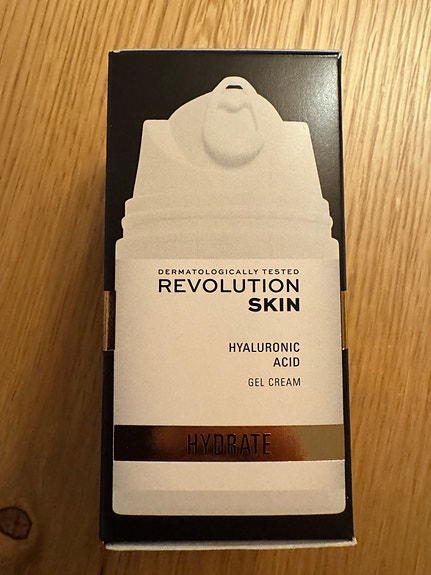 DERMATOLOGICALLY TESTED
REVOLUTION
SKIN
HYALURONIC
ACID
GEL CREAM
HYDRATE